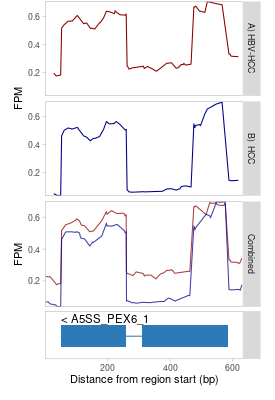 0.6
0.4
0.2
A) HBV-HCC
FPM
0.6
0.4
0.2
B) HCC
0.6
0.4
0.2
FPM
Combined
< A5SS_PEX6_1
200
400
600
Distance from region start (bp)